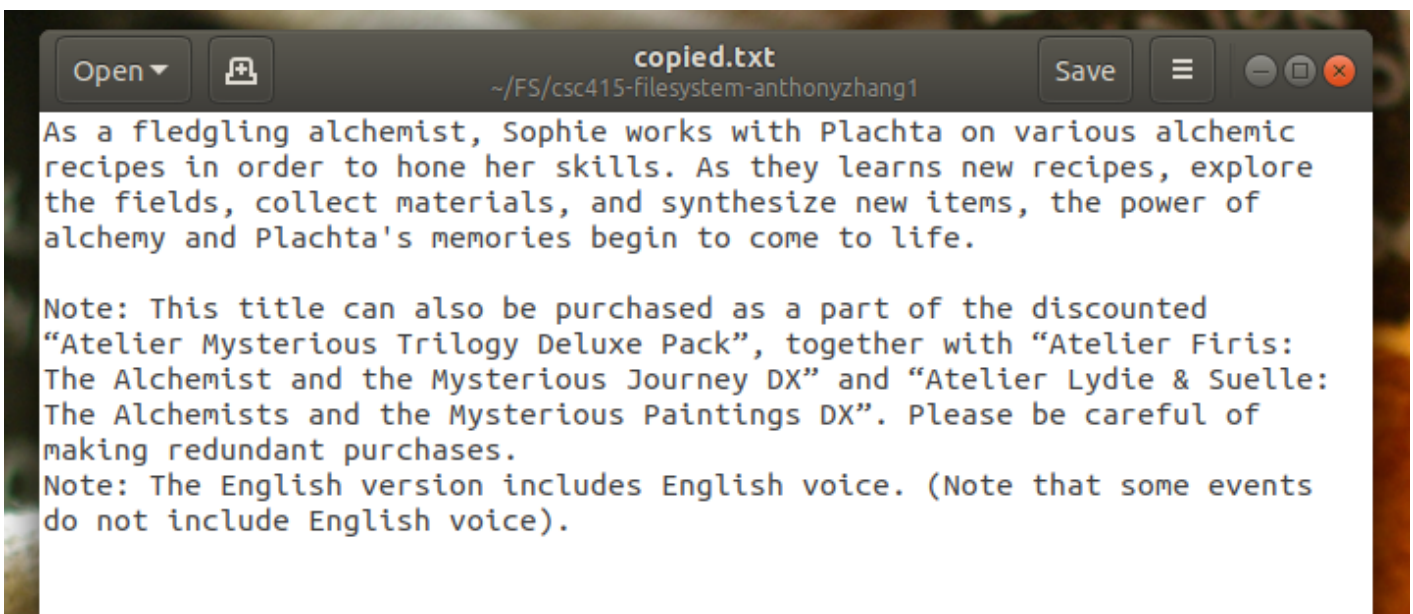 Open
copied.txt
~/FS/csc415-filesystem-anthonyzhang1
Save
As a fledgling alchemist, Sophie works with Plachta on various alchemic
recipes in order to hone her skills. As they learns new recipes, explore
the fields, collect materials, and synthesize new items, the power of
alchemy and Plachta's memories begin to come to life.
Note: This title can also be purchased as a part of the discounted
“Atelier Mysterious Trilogy Deluxe Pack”, together with “Atelier Firis:
The Alchemist and the Mysterious Journey DX” and “Atelier Lydie & Suelle:
The Alchemists and the Mysterious Paintings DX”. Please be careful of
making redundant purchases.
Note: The English version includes English voice. (Note that some events
do not include English voice).